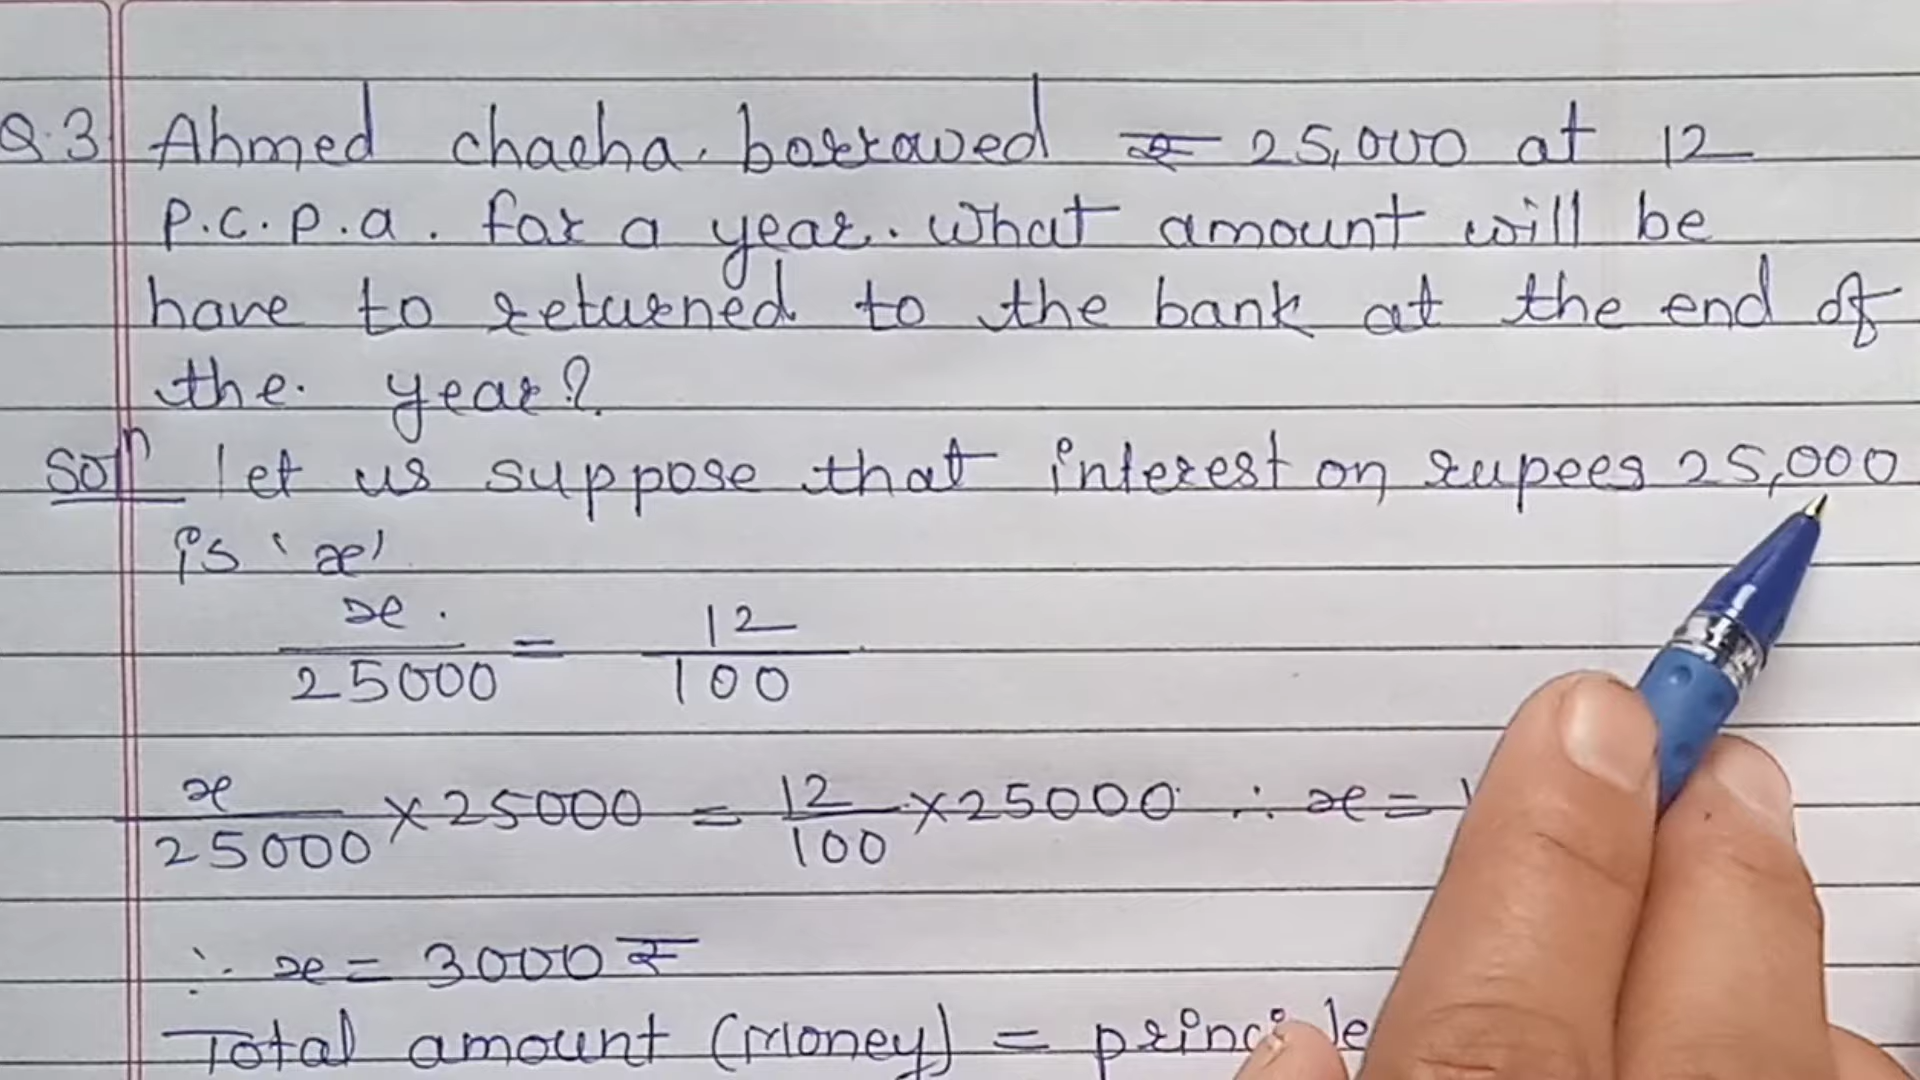 Q.3 Ahmed chacha. borrowed ₹ 25,000 at 12
p.c.p.a. for a year. What amount will be
have to returned to the bank at the end of
the. year?
Solⁿ let us suppose that interest on rupees 25,000
is 'x'
x/25000 = 12/100
x/25000 × 25000 = 12/100 × 25000 ∴ x =
∴ x = 3000 ₹
Total amount (Money) =